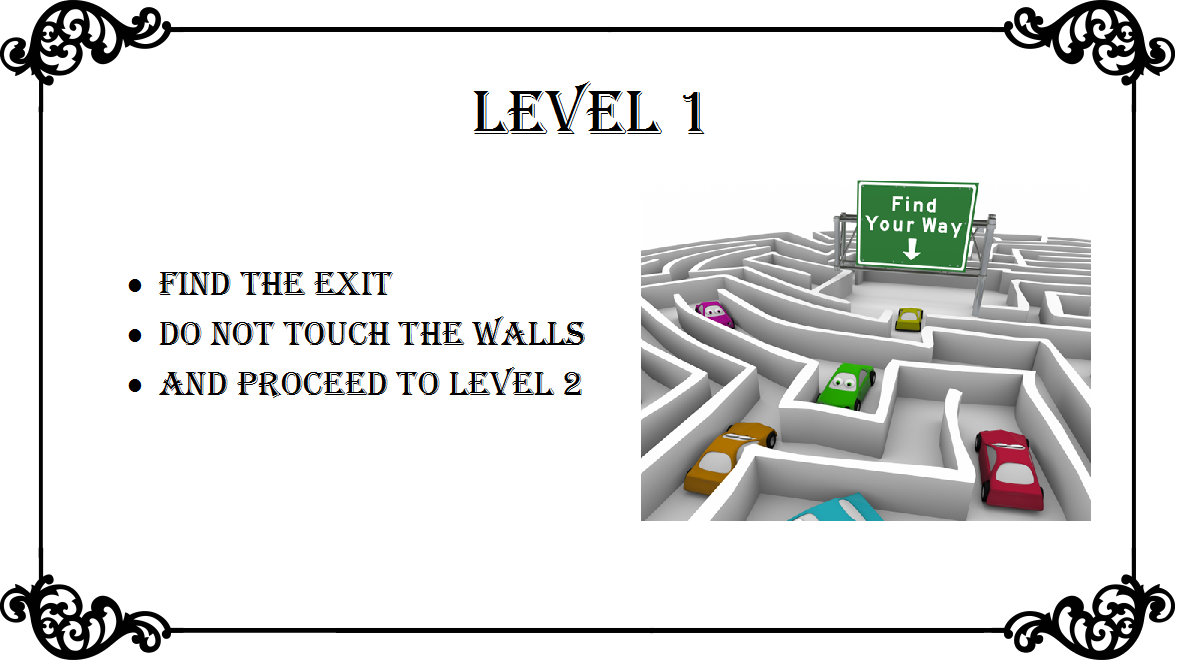 LEVEL 1
Find
Your Way
• FIND THE EXIT
• DO NOT TOUCH THE WALLS
• AND PROCEED TO LEVEL 2